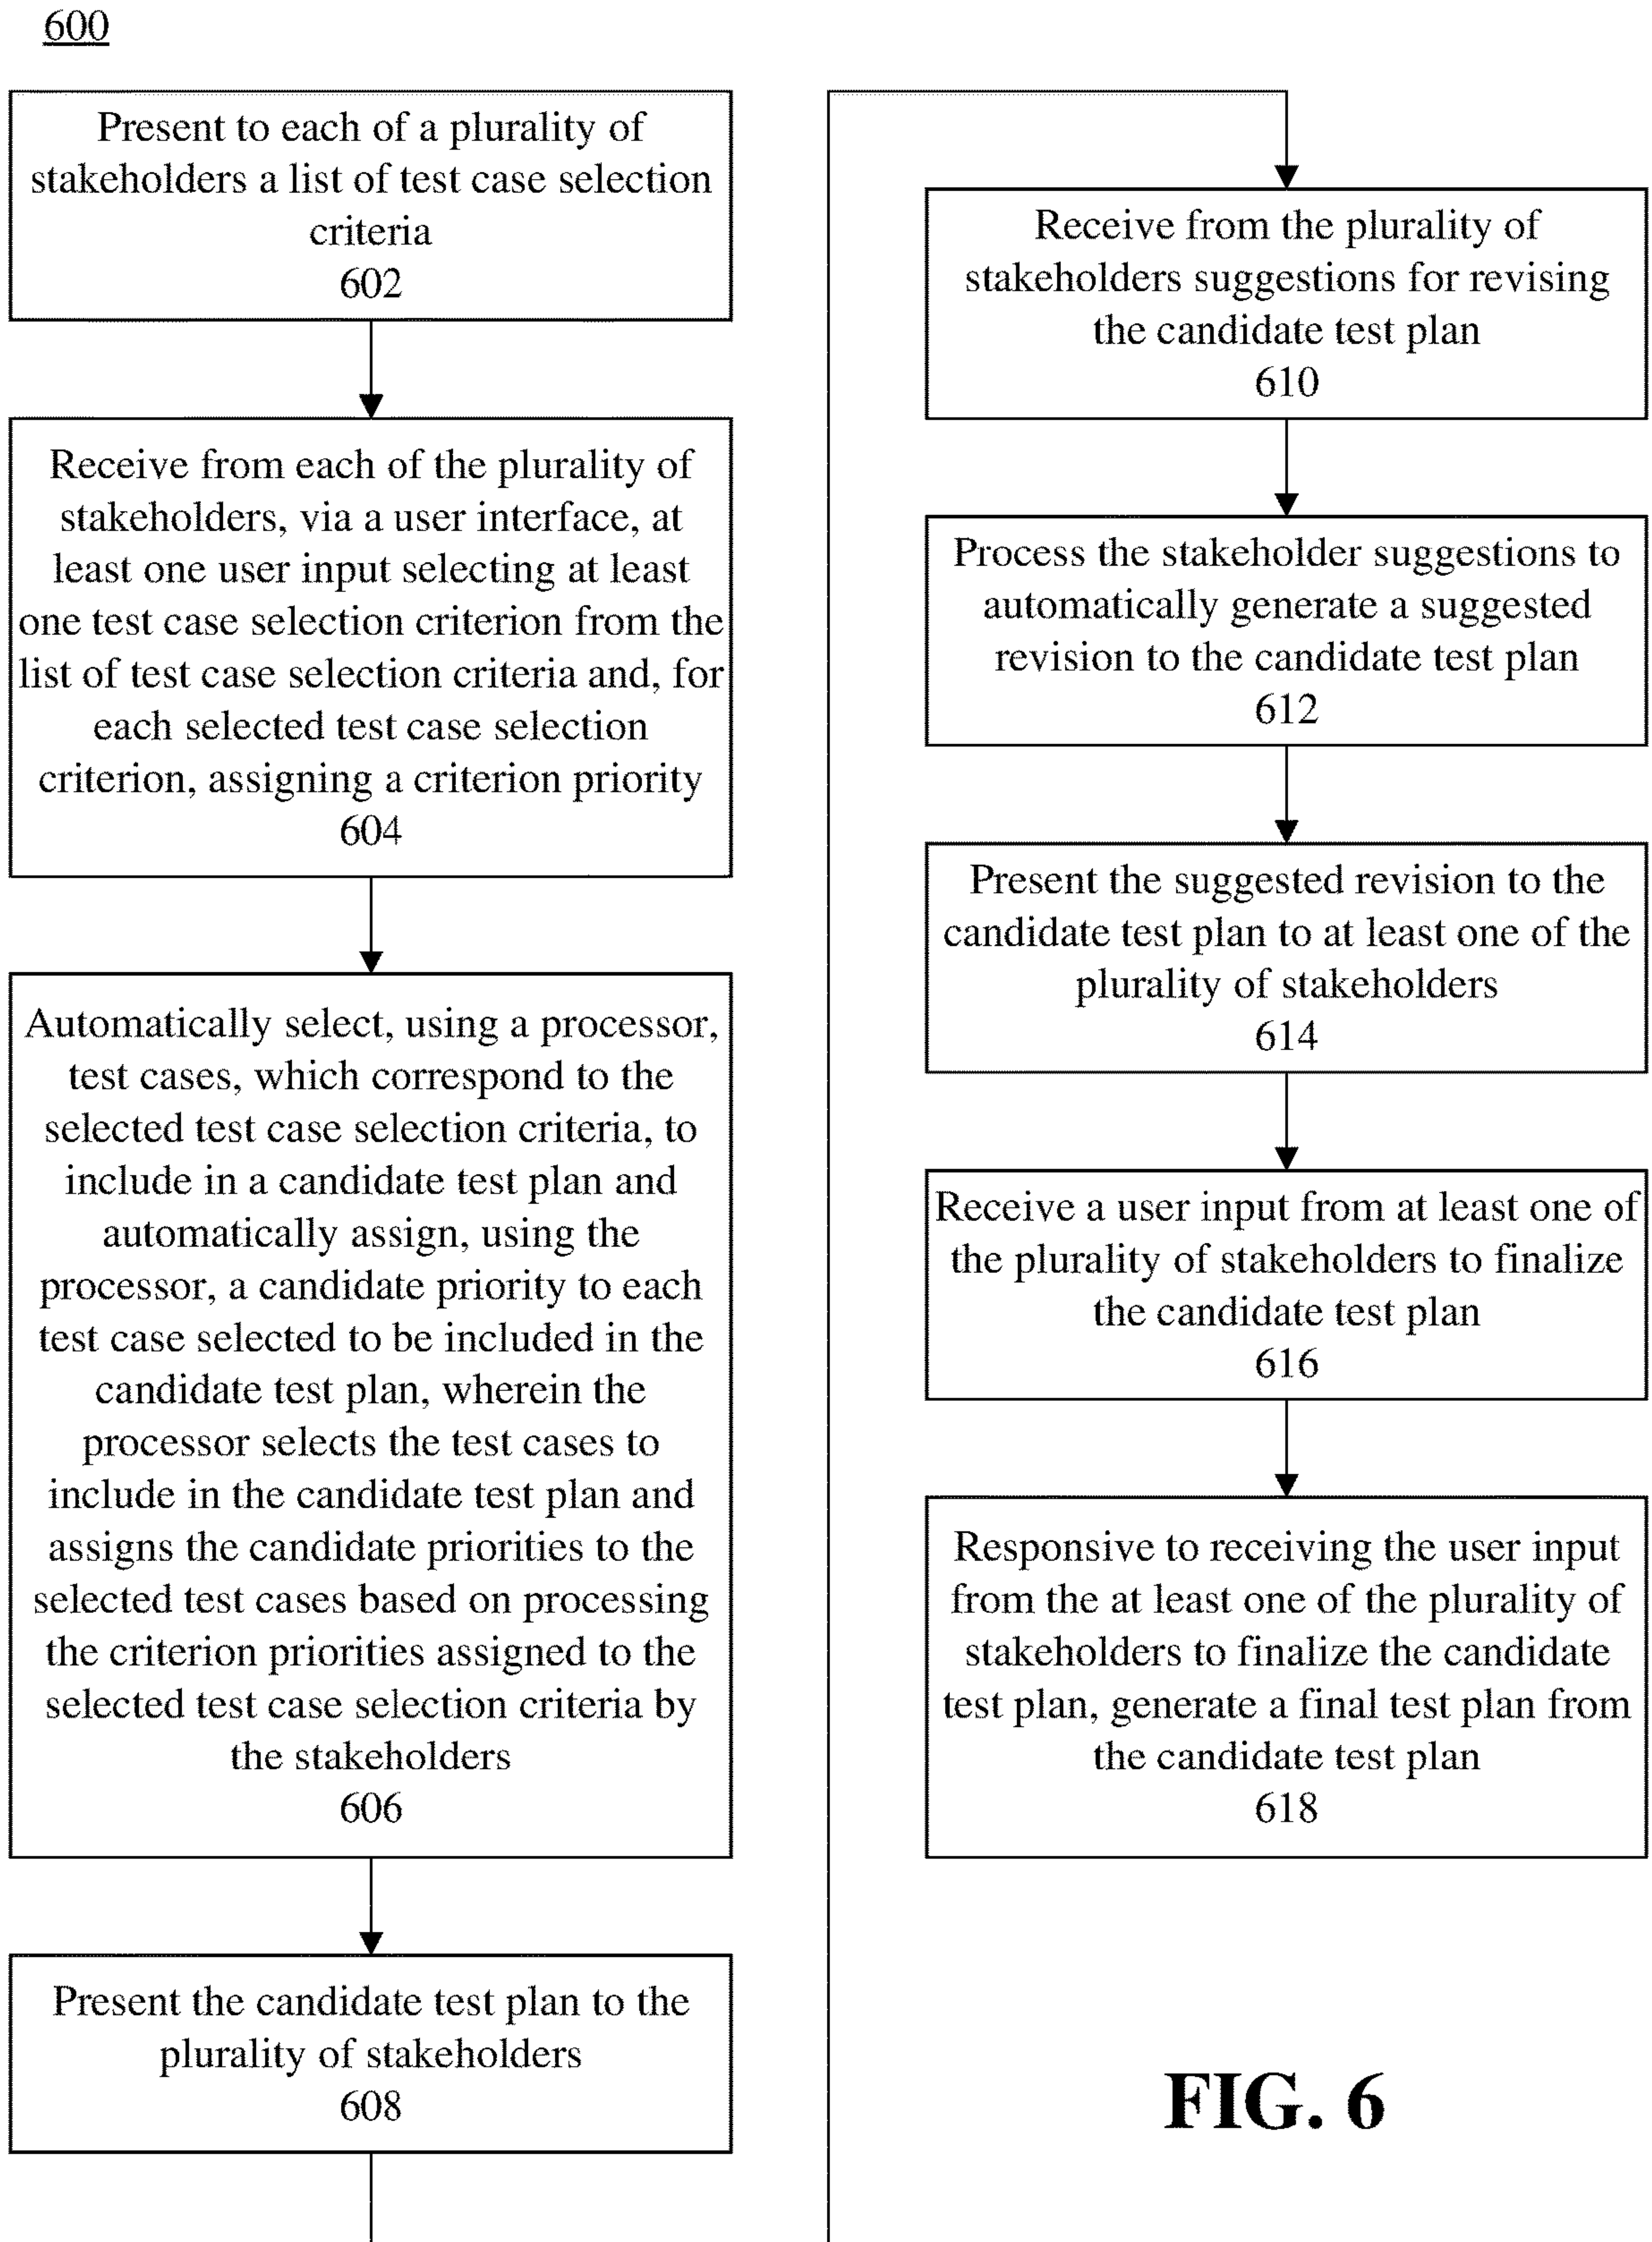 600
Present to each of a plurality of
stakeholders a list of test case selection
criteria
602
Receive from each of the plurality of
stakeholders, via a user interface, at
least one user input selecting at least
one test case selection criterion from the
list of test case selection criteria and, for
each selected test case selection
criterion, assigning a criterion priority
604
Automatically select, using a processor,
test cases, which correspond to the
selected test case selection criteria, to
include in a candidate test plan and
automatically assign, using the
processor, a candidate priority to each
test case selected to be included in the
candidate test plan, wherein the
processor selects the test cases to
include in the candidate test plan and
assigns the candidate priorities to the
selected test cases based on processing
the criterion priorities assigned to the
selected test case selection criteria by
the stakeholders
606
Present the candidate test plan to the
plurality of stakeholders
608
Receive from the plurality of
stakeholders suggestions for revising
the candidate test plan
610
Process the stakeholder suggestions to
automatically generate a suggested
revision to the candidate test plan
612
Present the suggested revision to the
candidate test plan to at least one of the
plurality of stakeholders
614
Receive a user input from at least one of
the plurality of stakeholders to finalize
the candidate test plan
616
Responsive to receiving the user input
from the at least one of the plurality of
stakeholders to finalize the candidate
test plan, generate a final test plan from
the candidate test plan
618
FIG. 6